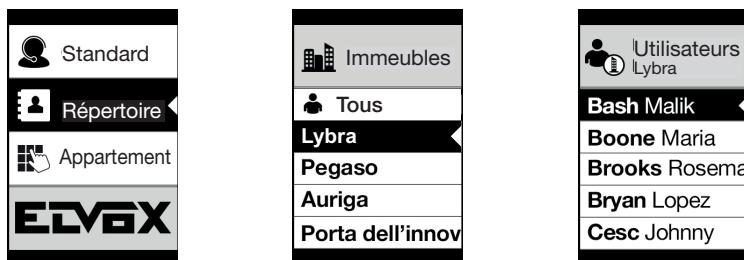 Standard
Répertoire
Appartement
ELVOX
Immeubles
Tous
Lybra
Pegaso
Auriga
Porta dell'innov
Utilisateurs
Lybra
Bash Malik
Boone Maria
Brooks Rosema
Bryan Lopez
Cesc Johnny